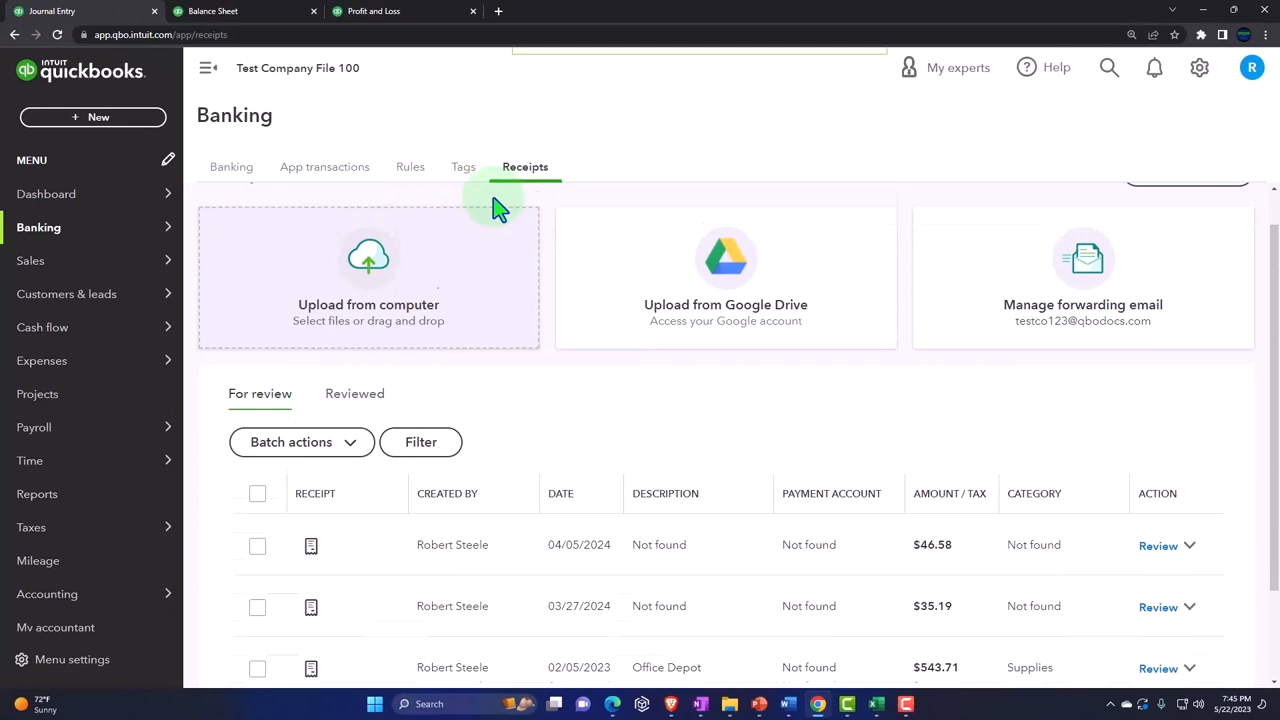 Journal Entry
Balance Sheet
Profit and Loss
app.qbo.intuit.com/app/receipts
INTUIT
quickbooks.
Test Company File 100
My experts
Help
R
+ New
Banking
MENU
Banking
App transactions
Rules
Tags
Receipts
Dashboard
Banking
Sales
Customers & leads
Cash flow
Expenses
Projects
Payroll
Time
Reports
Taxes
Mileage
Accounting
My accountant
Menu settings
Upload from computer
Select files or drag and drop
Upload from Google Drive
Access your Google account
Manage forwarding email
testco123@qbodocs.com
For review
Reviewed
Batch actions
Filter
RECEIPT CREATED BY DATE DESCRIPTION PAYMENT ACCOUNT AMOUNT / TAX CATEGORY ACTION
Robert Steele 04/05/2024 Not found Not found $46.58 Not found Review
Robert Steele 03/27/2024 Not found Not found $35.19 Not found Review
Robert Steele 02/05/2023 Office Depot Not found $543.71 Supplies Review
72°F
Sunny
Search
7:45 PM
5/22/2023